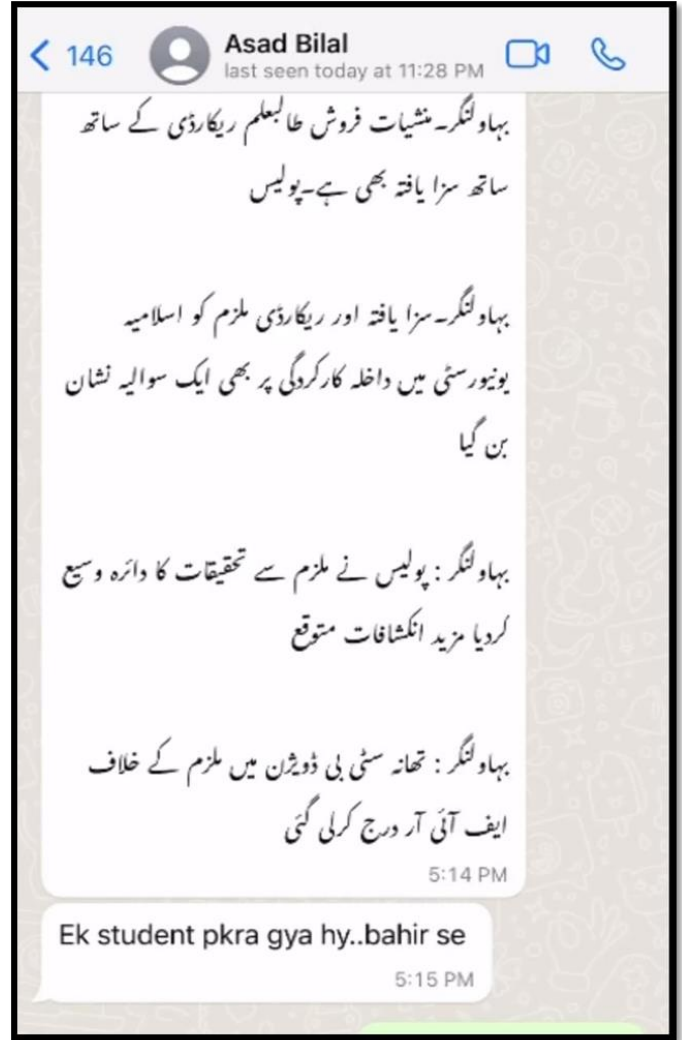 146
Asad Bilal
last seen today at 11:28 PM
بہاولنگر۔منشیات فروش طالبعلم ریکارڈی کے ساتھ
ساتھ سزا یافتہ بھی ہے۔پولیس
بہاولنگر۔سزا یافتہ اور ریکارڈی ملزم کو اسلامیہ
یونیورسٹی میں داخلہ کارکردگی پر بھی ایک سوالیہ نشان
بن گیا
بہاولنگر : پولیس نے ملزم سے تحقیقات کا دائرہ وسیع
کردیا مزید انکشافات متوقع
بہاولنگر : تھانہ سٹی بی ڈویژن میں ملزم کے خلاف
ایف آئی آر درج کرلی گئی
5:14 PM
Ek student pkra gya hy..bahir se
5:15 PM